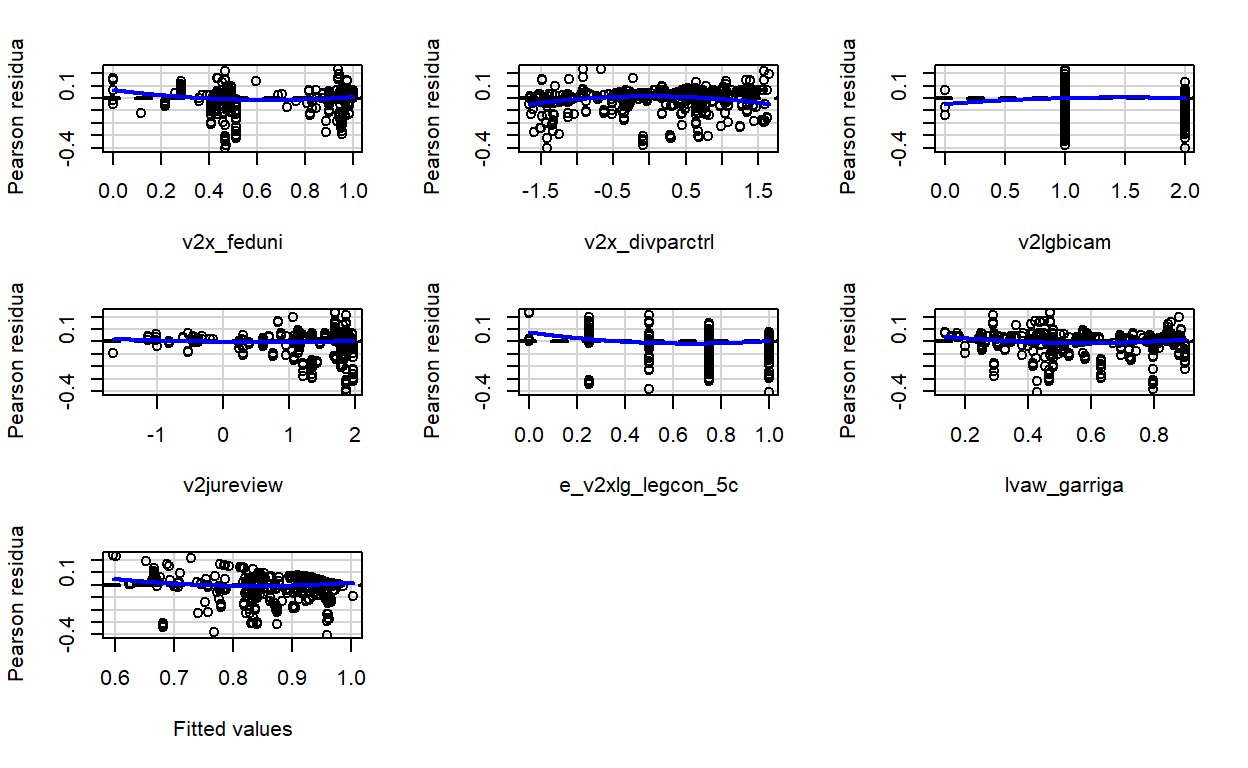 Pearson residua
0.1
-0.4
0.0 0.2 0.4 0.6 0.8 1.0
v2x_feduni
Pearson residua
0.1
-0.4
-1.5 -0.5 0.5 1.5
v2x_divparctrl
Pearson residua
0.1
-0.4
0.0 0.5 1.0 1.5 2.0
v2lgbicam
Pearson residua
0.1
-0.4
-1 0 1 2
v2jureview
Pearson residua
0.1
-0.4
0.0 0.2 0.4 0.6 0.8 1.0
e_v2xlg_legcon_5c
Pearson residua
0.1
-0.4
0.2 0.4 0.6 0.8
lvaw_garriga
Pearson residua
0.1
-0.4
0.6 0.7 0.8 0.9 1.0
Fitted values